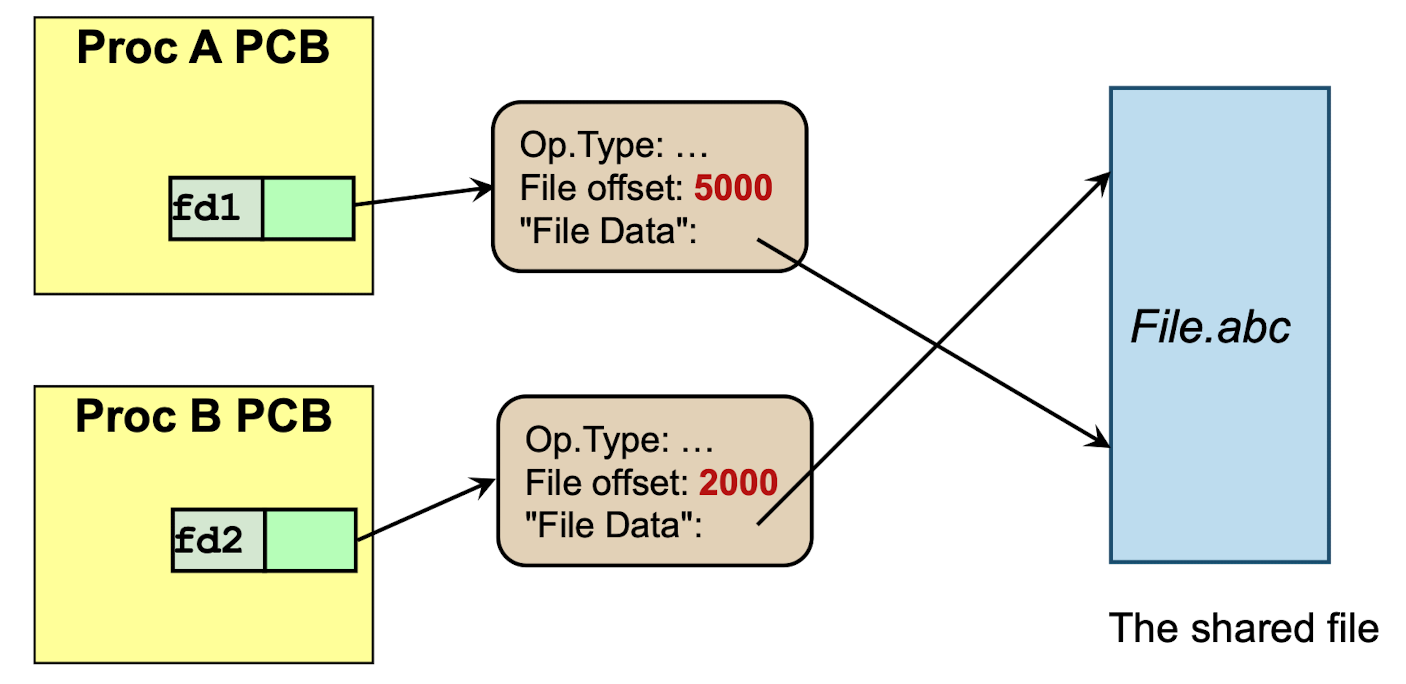 Proc A PCB
fd1
Op.Type: …
File offset: 5000
"File Data":
Proc B PCB
fd2
Op.Type: …
File offset: 2000
"File Data":
File.abc
The shared file